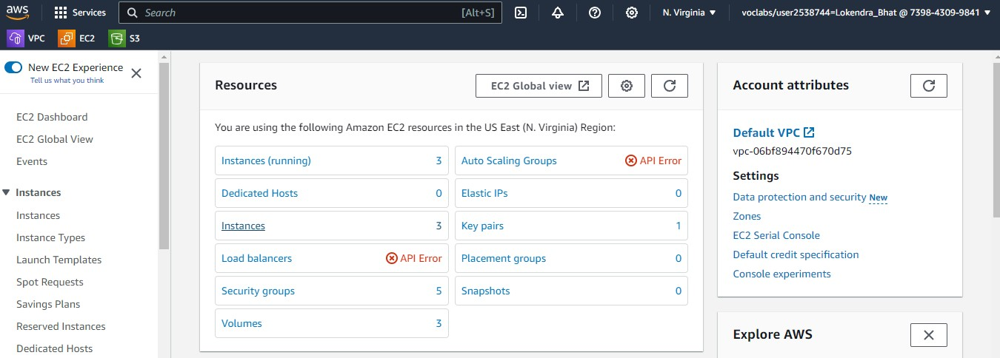 aws Services Search [Alt+S] N. Virginia voclabs/user2538744=Lokendra_Bhat @ 7398-4309-9841
VPC EC2 S3
New EC2 Experience
Tell us what you think
EC2 Dashboard
EC2 Global View
Events
Instances
Instances
Instance Types
Launch Templates
Spot Requests
Savings Plans
Reserved Instances
Dedicated Hosts
Resources
EC2 Global view
You are using the following Amazon EC2 resources in the US East (N. Virginia) Region:
Instances (running) 3 Auto Scaling Groups API Error
Dedicated Hosts 0 Elastic IPs 0
Instances 3 Key pairs 1
Load balancers API Error Placement groups 0
Security groups 5 Snapshots 0
Volumes 3
Account attributes
Default VPC
vpc-06bf894470f670d75
Settings
Data protection and security New
Zones
EC2 Serial Console
Default credit specification
Console experiments
Explore AWS